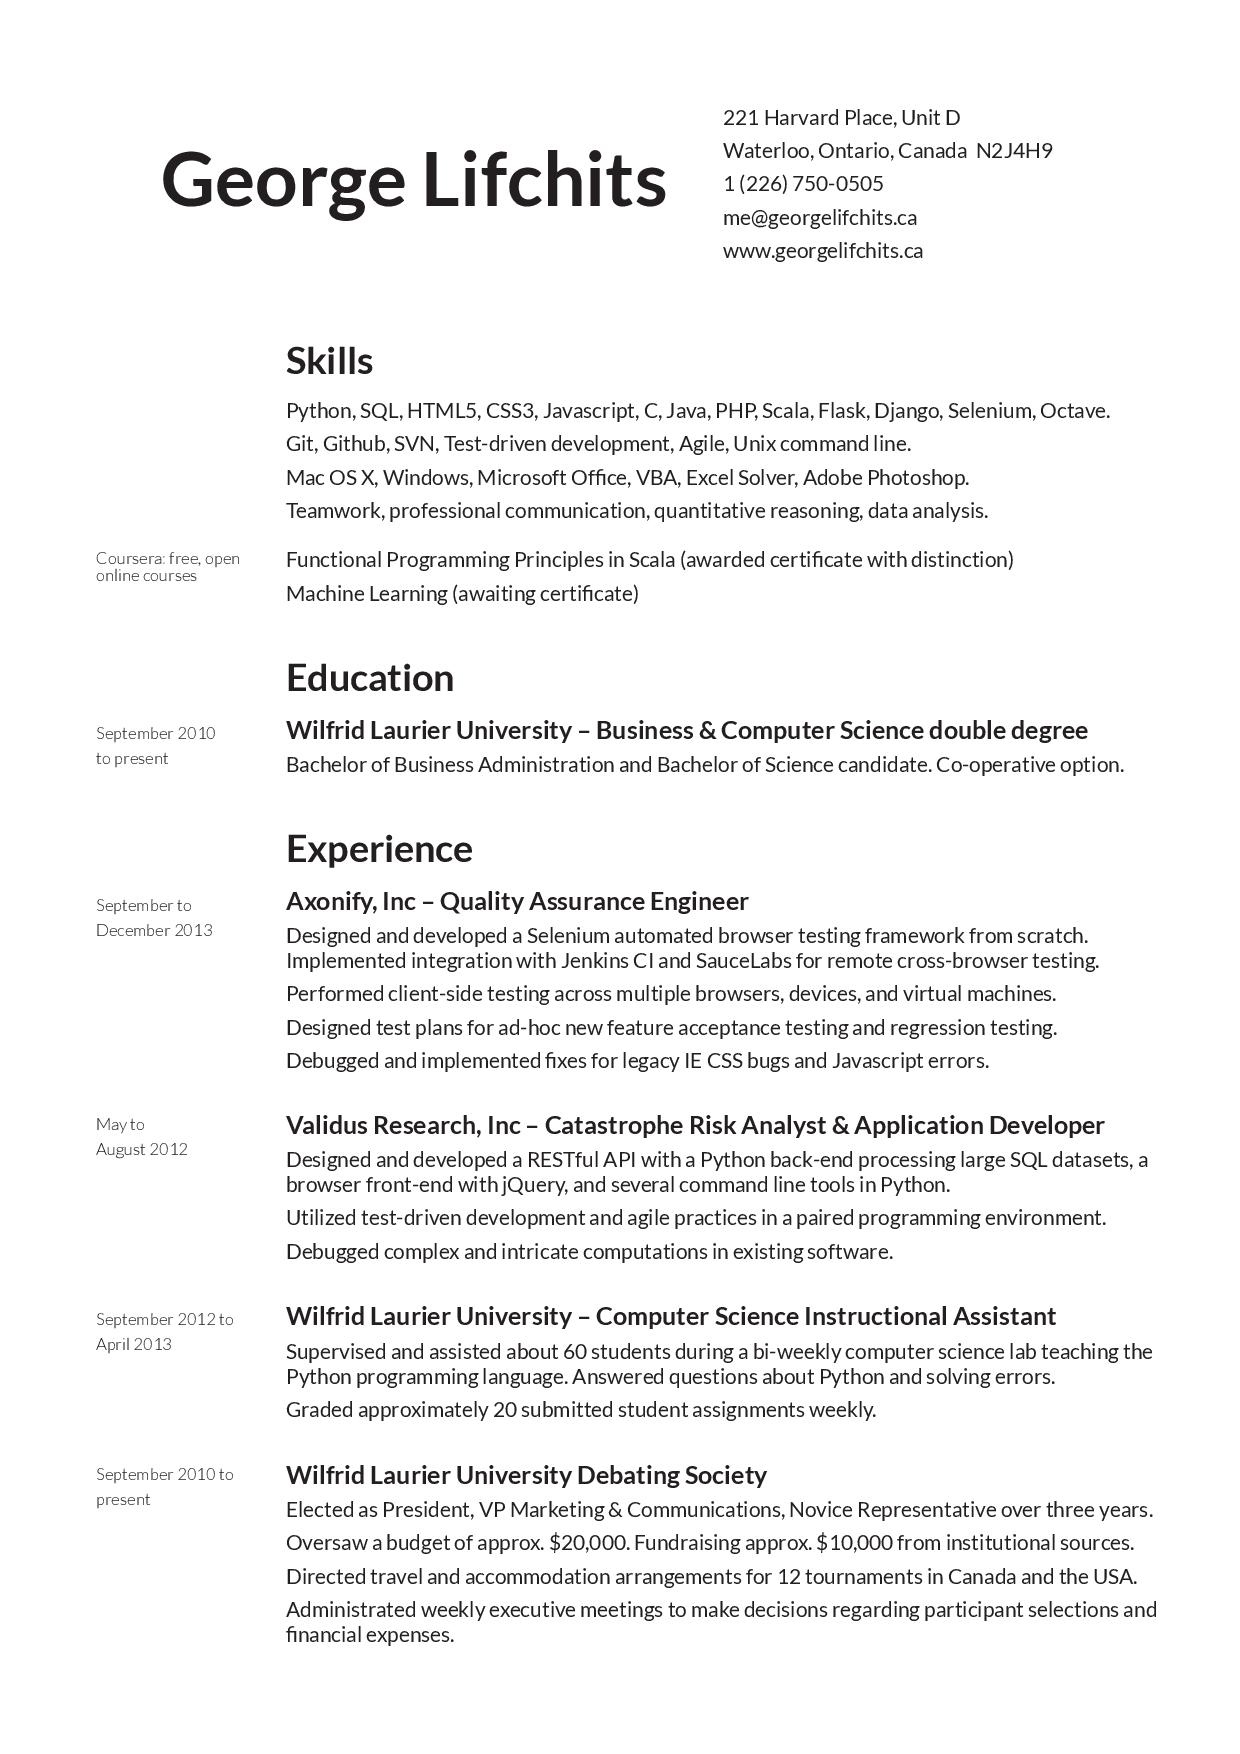 George Lifchits
221 Harvard Place, Unit D
Waterloo, Ontario, Canada N2J4H9
1 (226) 750-0505
me@georgelifchits.ca
www.georgelifchits.ca
Skills
Python, SQL, HTML5, CSS3, Javascript, C, Java, PHP, Scala, Flask, Django, Selenium, Octave.
Git, Github, SVN, Test-driven development, Agile, Unix command line.
Mac OS X, Windows, Microsoft Office, VBA, Excel Solver, Adobe Photoshop.
Teamwork, professional communication, quantitative reasoning, data analysis.
Coursera: free, open
online courses
Functional Programming Principles in Scala (awarded certificate with distinction)
Machine Learning (awaiting certificate)
Education
September 2010
to present
Wilfrid Laurier University – Business & Computer Science double degree
Bachelor of Business Administration and Bachelor of Science candidate. Co-operative option.
Experience
September to
December 2013
Axonify, Inc – Quality Assurance Engineer
Designed and developed a Selenium automated browser testing framework from scratch.
Implemented integration with Jenkins CI and SauceLabs for remote cross-browser testing.
Performed client-side testing across multiple browsers, devices, and virtual machines.
Designed test plans for ad-hoc new feature acceptance testing and regression testing.
Debugged and implemented fixes for legacy IE CSS bugs and Javascript errors.
May to
August 2012
Validus Research, Inc – Catastrophe Risk Analyst & Application Developer
Designed and developed a RESTful API with a Python back-end processing large SQL datasets, a
browser front-end with jQuery, and several command line tools in Python.
Utilized test-driven development and agile practices in a paired programming environment.
Debugged complex and intricate computations in existing software.
September 2012 to
April 2013
Wilfrid Laurier University – Computer Science Instructional Assistant
Supervised and assisted about 60 students during a bi-weekly computer science lab teaching the
Python programming language. Answered questions about Python and solving errors.
Graded approximately 20 submitted student assignments weekly.
September 2010 to
present
Wilfrid Laurier University Debating Society
Elected as President, VP Marketing & Communications, Novice Representative over three years.
Oversaw a budget of approx. $20,000. Fundraising approx. $10,000 from institutional sources.
Directed travel and accommodation arrangements for 12 tournaments in Canada and the USA.
Administrated weekly executive meetings to make decisions regarding participant selections and
financial expenses.